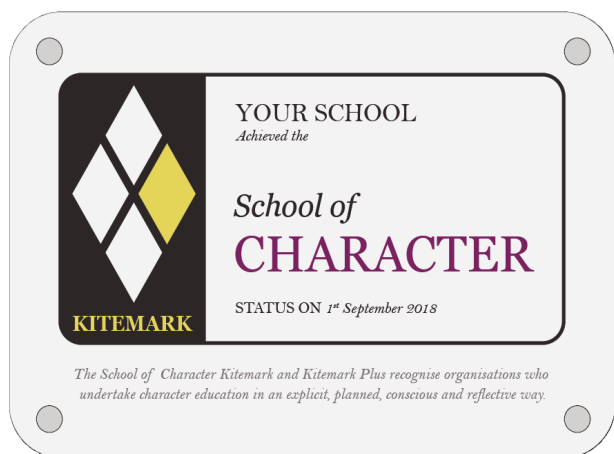 YOUR SCHOOL
Achieved the
School of
CHARACTER
STATUS ON 1st September 2018
KITEMARK
The School of Character Kitemark and Kitemark Plus recognise organisations who
undertake character education in an explicit, planned, conscious and reflective way.